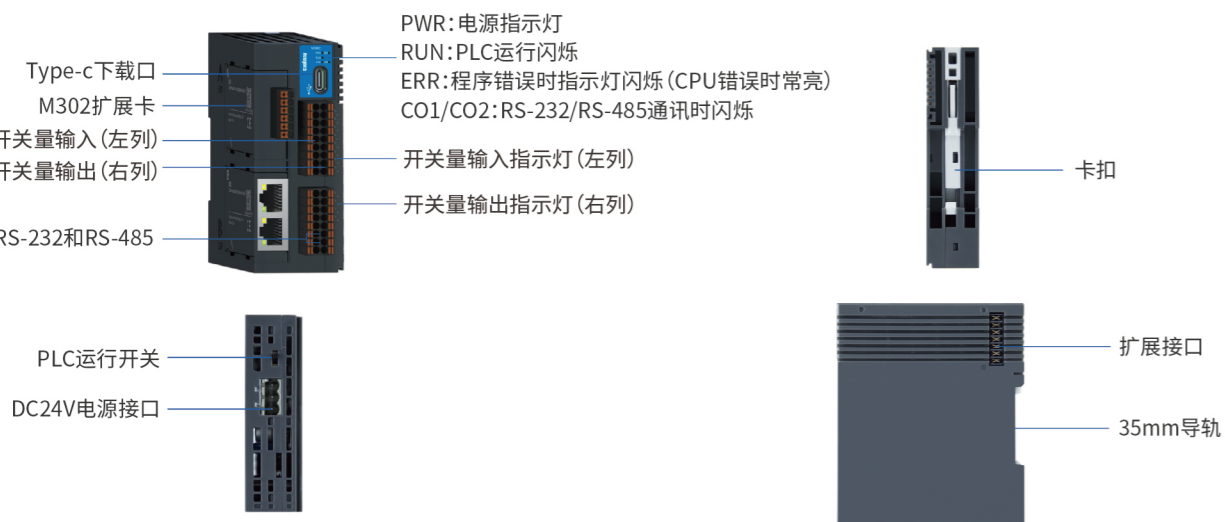 PWR:电源指示灯
RUN:PLC运行闪烁
ERR:程序错误时指示灯闪烁(CPU错误时常亮)
CO1/CO2:RS-232/RS-485通讯时闪烁
Type-c下载口
M302扩展卡
开关量输入(左列)
开关量输出(右列)
RS-232和RS-485
开关量输入指示灯(左列)
开关量输出指示灯(右列)
卡扣
PLC运行开关
DC24V电源接口
扩展接口
35mm导轨